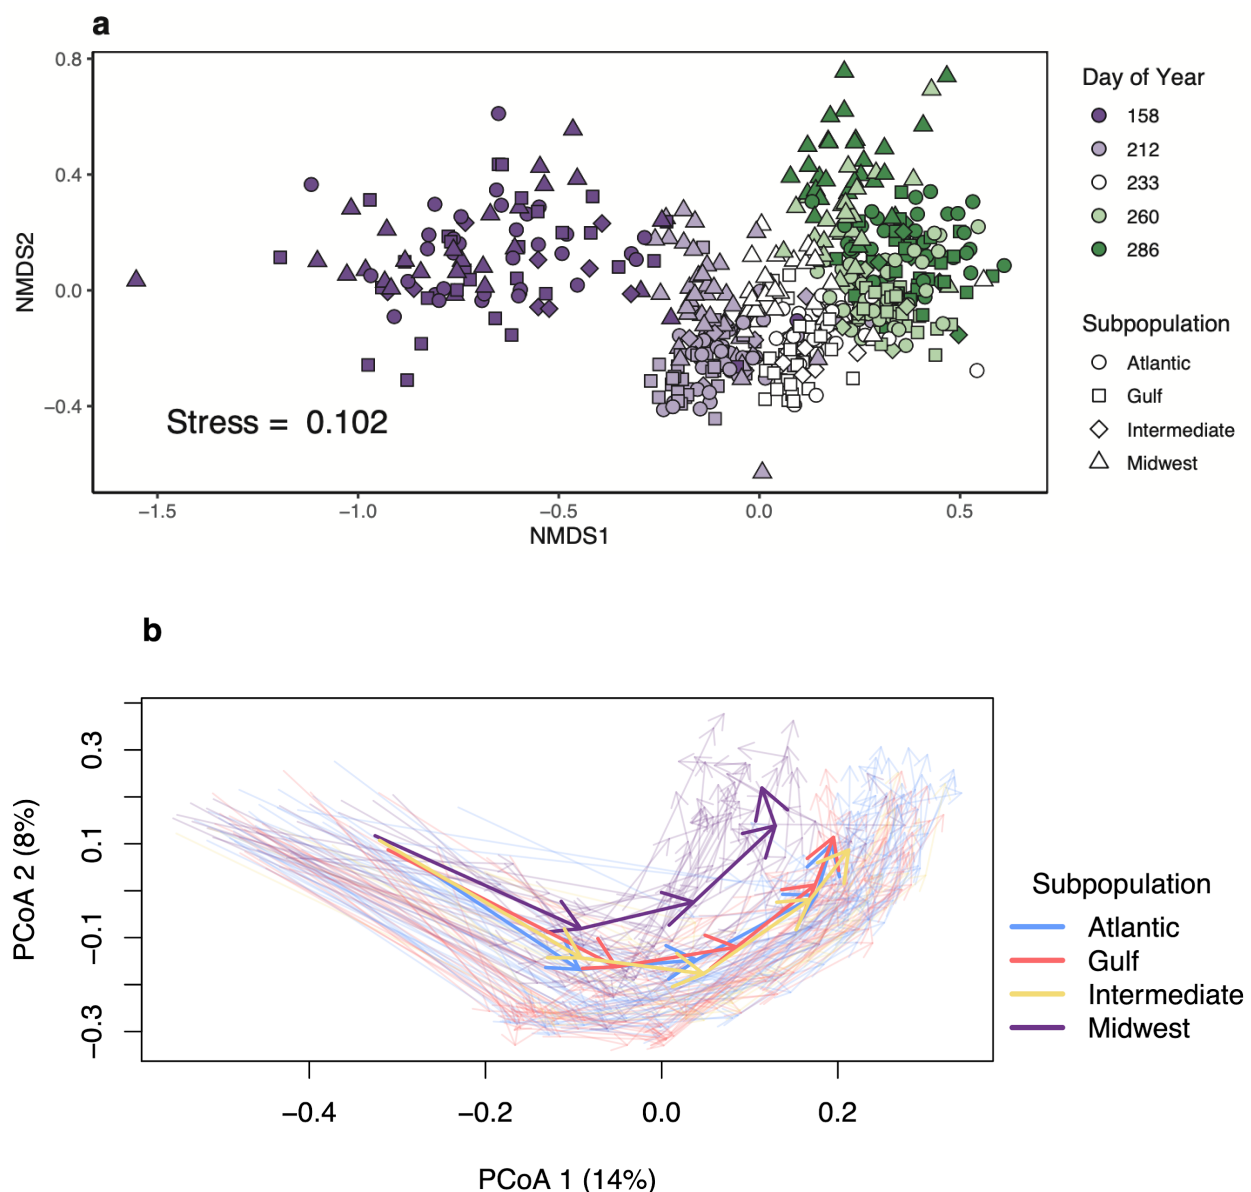 a
0.8
0.4
0.0
−0.4
NMDS2
Stress = 0.102
−1.5
−1.0
−0.5
0.0
0.5
NMDS1
Day of Year
158
212
233
260
286
Subpopulation
Atlantic
Gulf
Intermediate
Midwest
b
0.3
0.1
−0.1
−0.3
PCoA 2 (8%)
−0.4
−0.2
0.0
0.2
PCoA 1 (14%)
Subpopulation
Atlantic
Gulf
Intermediate
Midwest